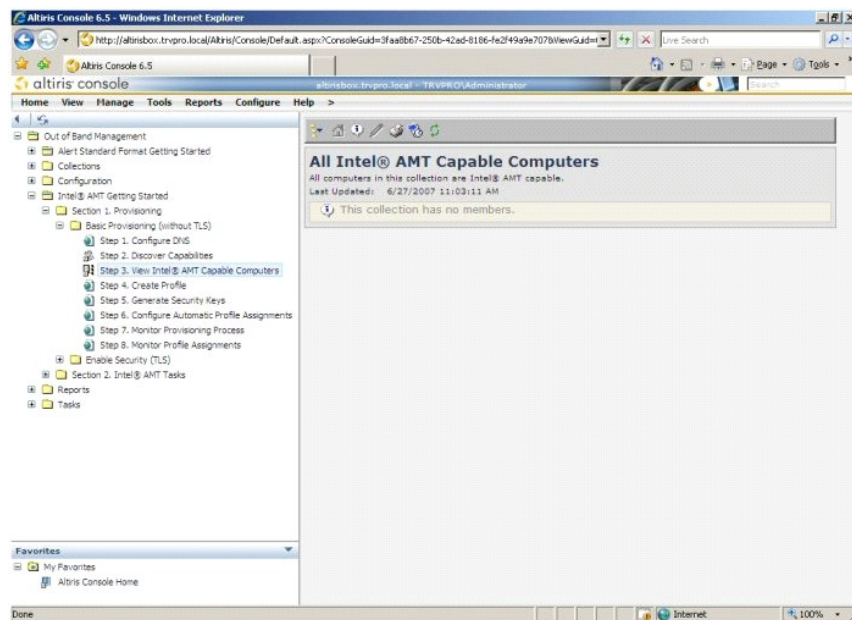 Altiris Console 6.5 - Windows Internet Explorer
http://altirisbox.trvpro.local/Altiris/Console/Default.aspx?ConsoleGuid=3faa8b67-250b-42ad-8186-fe2f49a9e707&ViewGuid=
Live Search
Altiris Console 6.5
Page
Tools
altiris console
altirisbox.trvpro.local - TRVPRO\Administrator
Search
Home View Manage Tools Reports Configure Help >
Out of Band Management
Alert Standard Format Getting Started
Collections
Configuration
Intel® AMT Getting Started
Section 1. Provisioning
Basic Provisioning (without TLS)
Step 1. Configure DNS
Step 2. Discover Capabilities
Step 3. View Intel® AMT Capable Computers
Step 4. Create Profile
Step 5. Generate Security Keys
Step 6. Configure Automatic Profile Assignments
Step 7. Monitor Provisioning Process
Step 8. Monitor Profile Assignments
Enable Security (TLS)
Section 2. Intel® AMT Tasks
Reports
Tasks
All Intel® AMT Capable Computers
All computers in this collection are Intel® AMT capable.
Last Updated: 6/27/2007 11:03:11 AM
This collection has no members.
Favorites
My Favorites
Altiris Console Home
Done
Internet
100%